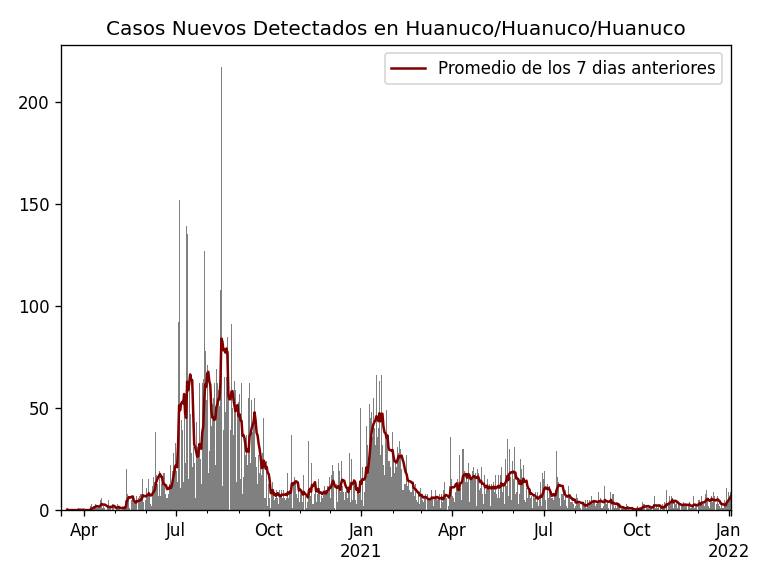 Casos Nuevos Detectados en Huanuco/Huanuco/Huanuco
Promedio de los 7 dias anteriores
200
150
100
50
0
Apr Jul Oct Jan Apr Jul Oct Jan
2021 2022